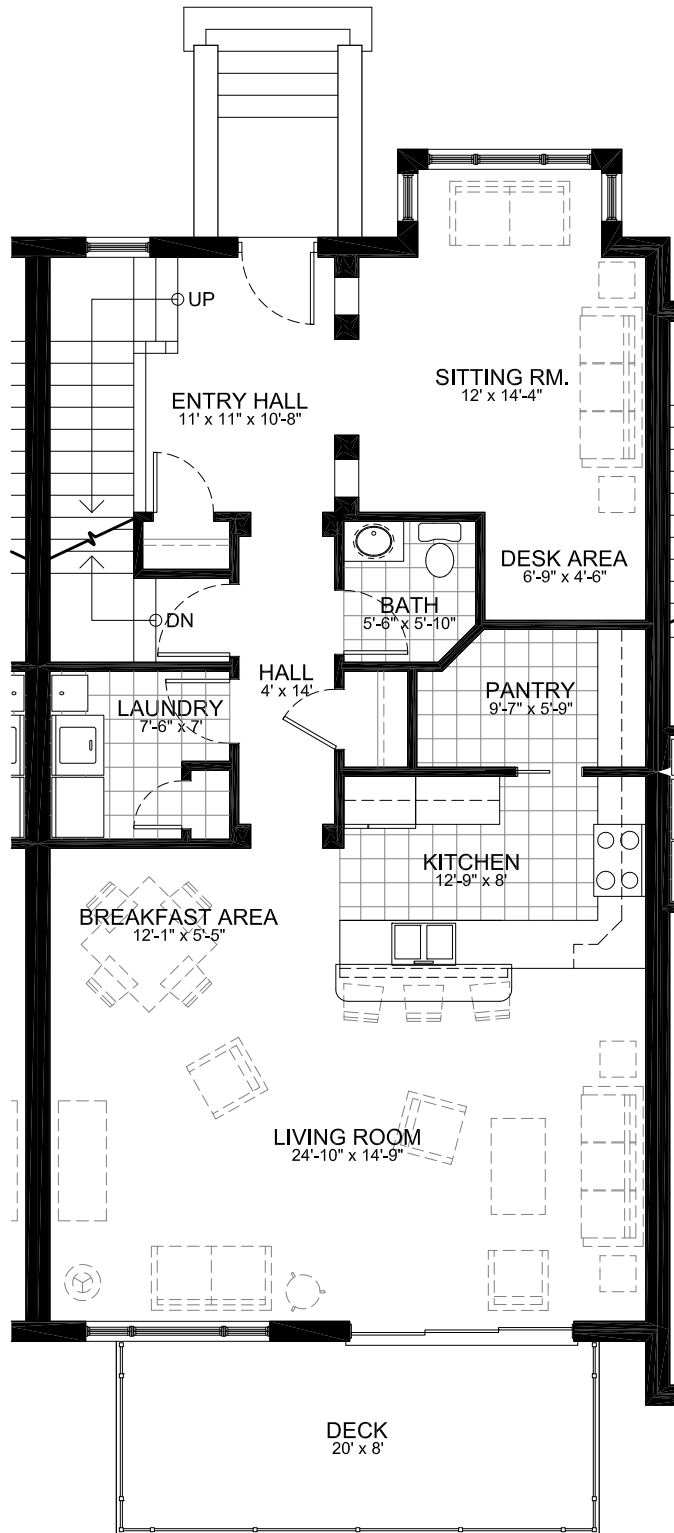 UP
SITTING RM.
12' x 14'-4"
ENTRY HALL
11' x 11" x 10'-8"
DESK AREA
6'-9" x 4'-6"
BATH
5'-6" x 5'-10"
DN
HALL
4' x 14'
PANTRY
9'-7" x 5'-9"
LAUNDRY
7'-6" x 7'
KITCHEN
12'-9" x 8'
BREAKFAST AREA
12'-1" x 5'-5"
LIVING ROOM
24'-10" x 14'-9"
DECK
20' x 8'